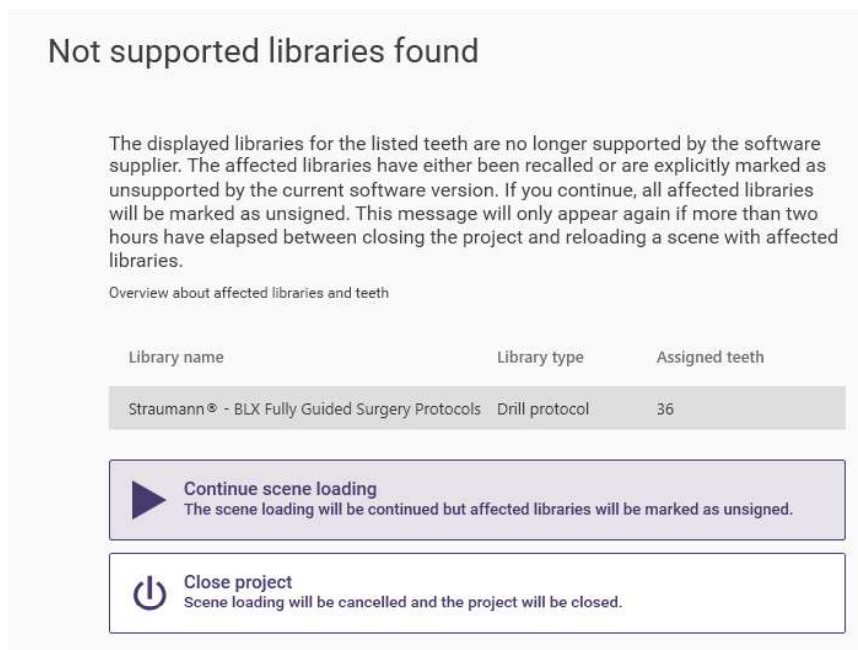 Not supported libraries found
The displayed libraries for the listed teeth are no longer supported by the software
supplier. The affected libraries have either been recalled or are explicitly marked as
unsupported by the current software version. If you continue, all affected libraries
will be marked as unsigned. This message will only appear again if more than two
hours have elapsed between closing the project and reloading a scene with affected
libraries.
Overview about affected libraries and teeth
Library name Library type Assigned teeth
Straumann® - BLX Fully Guided Surgery Protocols Drill protocol 36
Continue scene loading
The scene loading will be continued but affected libraries will be marked as unsigned.
Close project
Scene loading will be cancelled and the project will be closed.